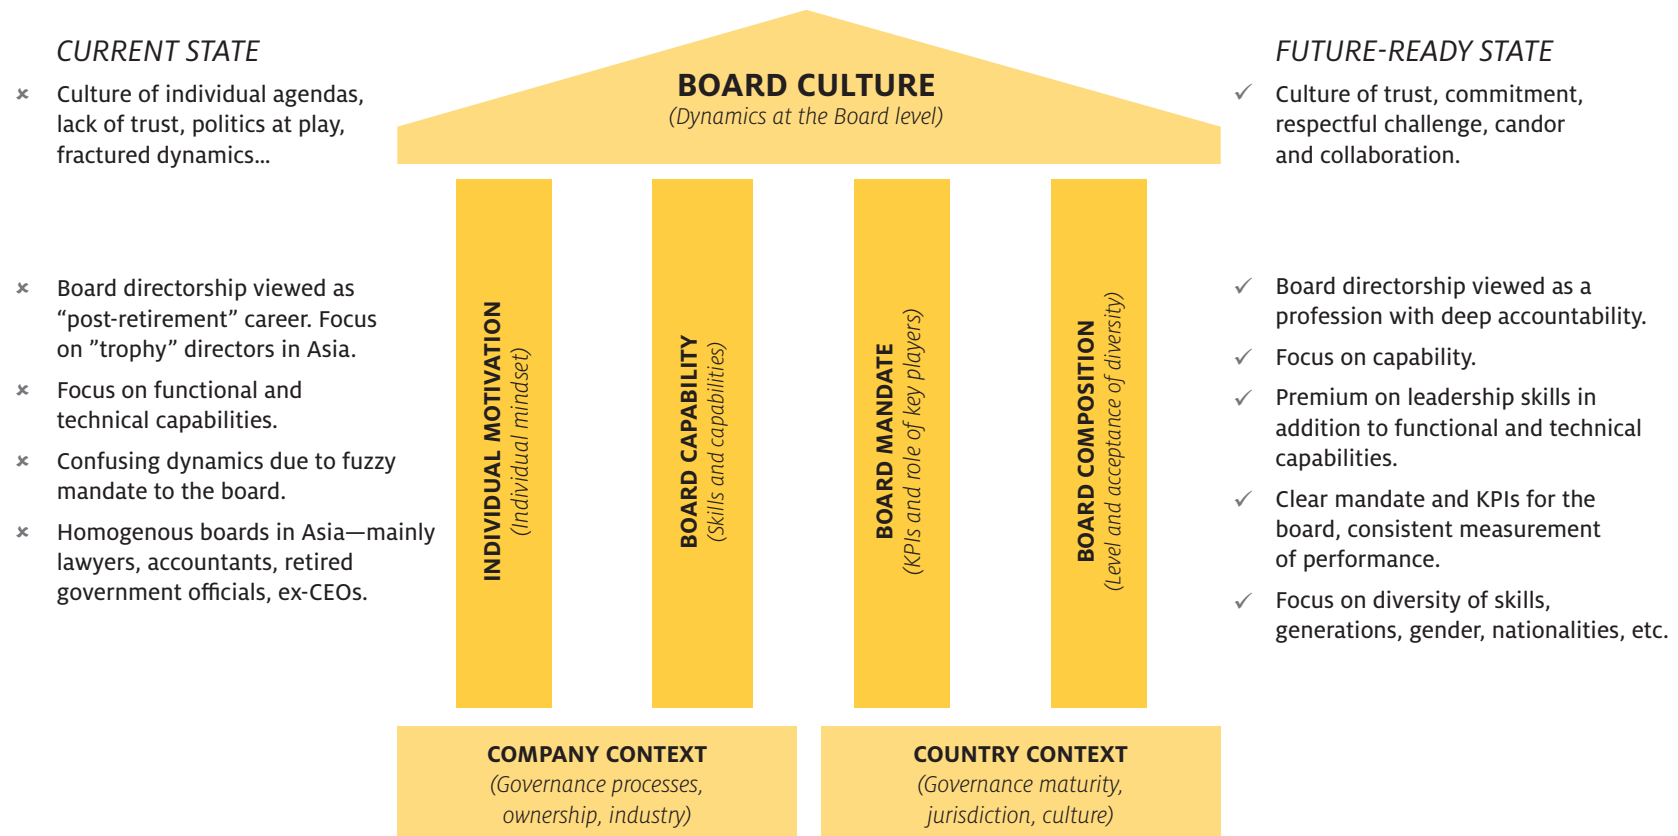 CURRENT STATE
× Culture of individual agendas,
lack of trust, politics at play,
fractured dynamics...
× Board directorship viewed as
“post-retirement” career. Focus
on ”trophy” directors in Asia.
× Focus on functional and
technical capabilities.
× Confusing dynamics due to fuzzy
mandate to the board.
× Homogenous boards in Asia—mainly
lawyers, accountants, retired
government officials, ex-CEOs.
BOARD CULTURE
(Dynamics at the Board level)
INDIVIDUAL MOTIVATION
(Individual mindset)
BOARD CAPABILITY
(Skills and capabilities)
BOARD MANDATE
(KPIs and role of key players)
BOARD COMPOSITION
(Level and acceptance of diversity)
COMPANY CONTEXT
(Governance processes,
ownership, industry)
COUNTRY CONTEXT
(Governance maturity,
jurisdiction, culture)
FUTURE-READY STATE
✓ Culture of trust, commitment,
respectful challenge, candor
and collaboration.
✓ Board directorship viewed as a
profession with deep accountability.
✓ Focus on capability.
✓ Premium on leadership skills in
addition to functional and technical
capabilities.
✓ Clear mandate and KPIs for the
board, consistent measurement
of performance.
✓ Focus on diversity of skills,
generations, gender, nationalities, etc.